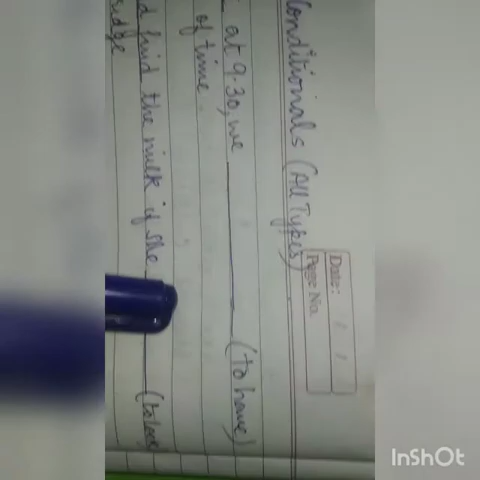 Date:
Page No.
Conditionals (All Types)
at 9.30, we ______ (to have)
of time.
find the milk if she ______ (to look
fridge
InShOt